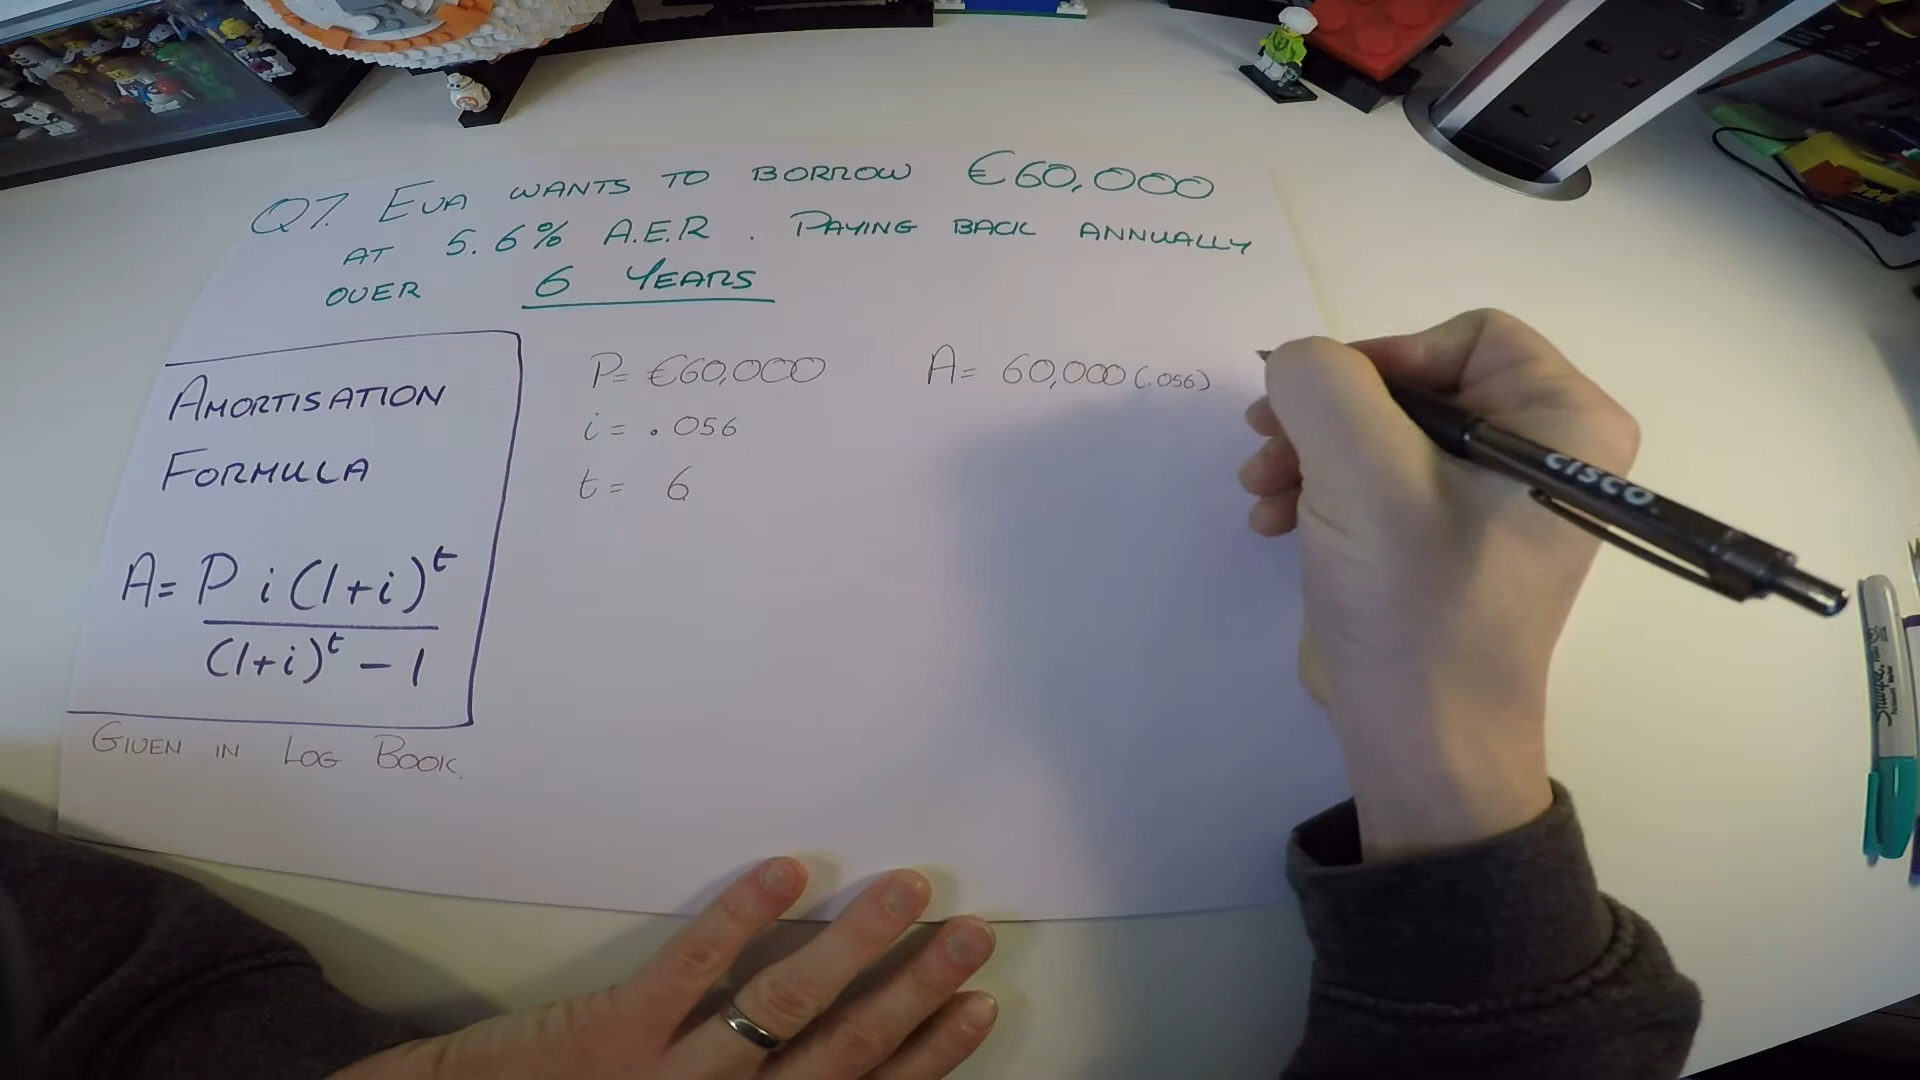 Q7. EVA WANTS TO BORROW €60,000
AT 5.6% A.E.R. PAYING BACK ANNUALLY
OVER 6 YEARS
AMORTISATION
FORMULA
A= P i (1+i)^t
(1+i)^t - 1
GIVEN IN LOG BOOK.
P= €60,000
i = .056
t = 6
A= 60,000(.056)
CISCO
Sharpie